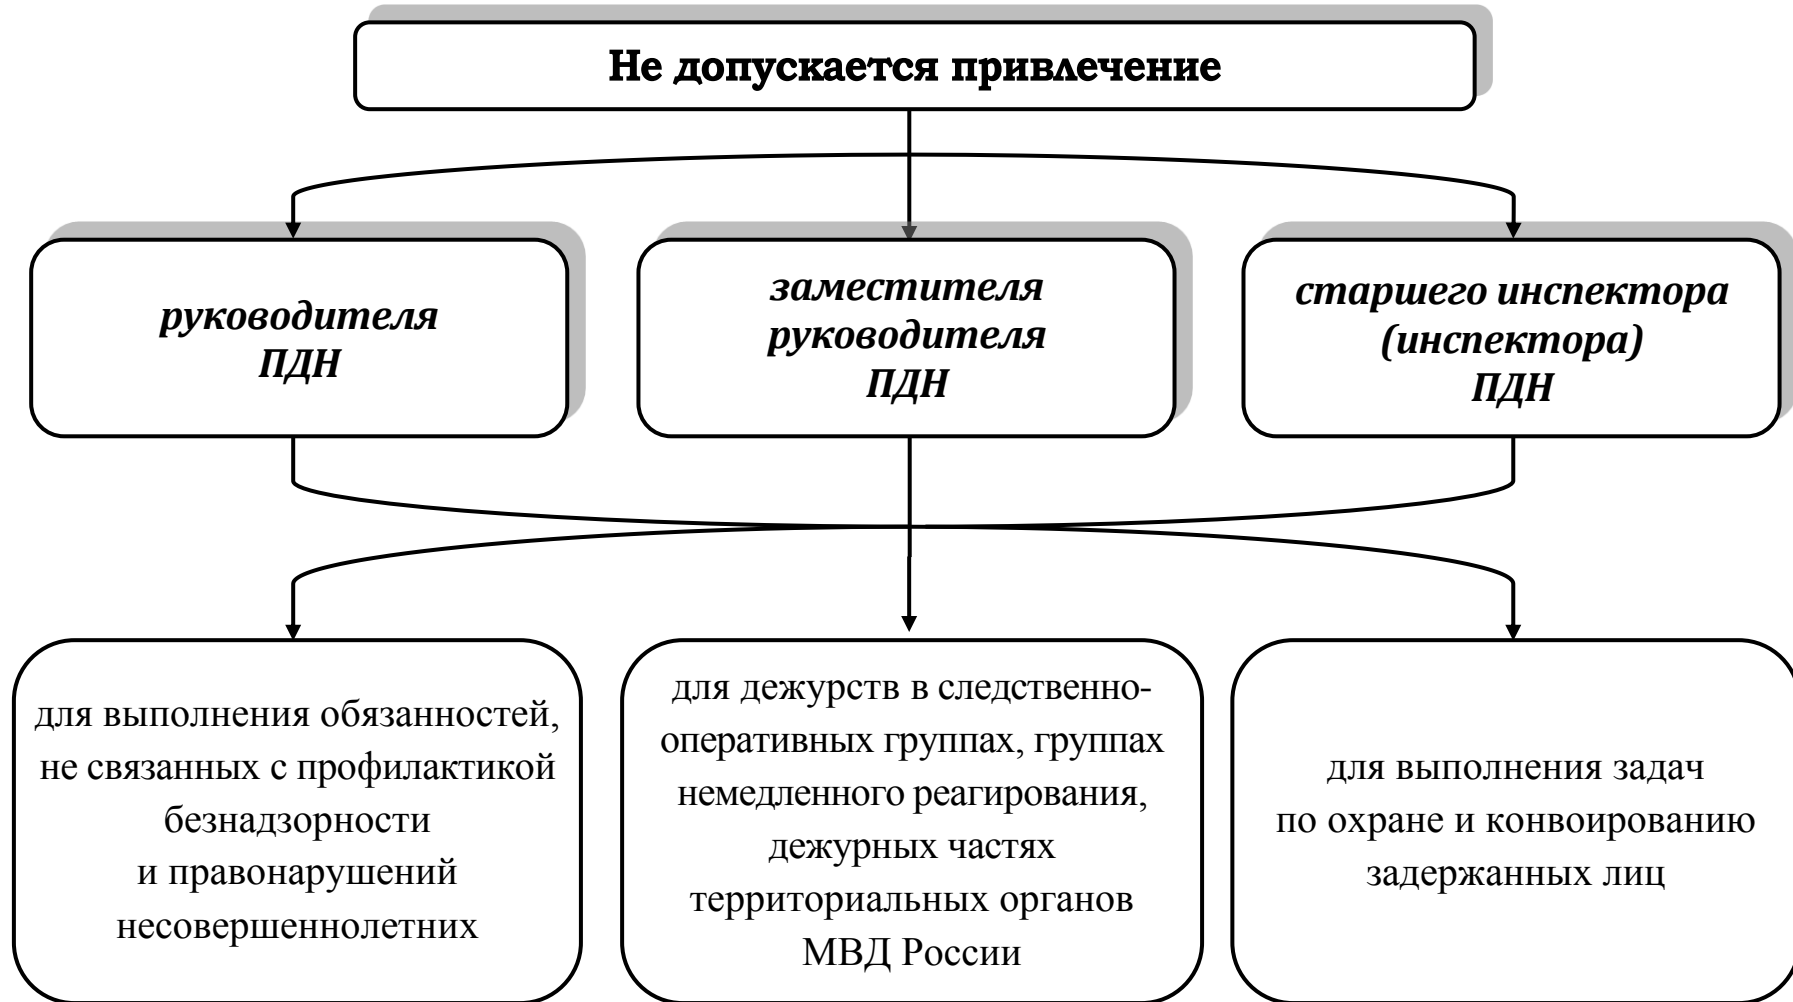 Не допускается привлечение
руководителя
ПДН
заместителя
руководителя
ПДН
старшего инспектора
(инспектора)
ПДН
для выполнения обязанностей,
не связанных с профилактикой
безнадзорности
и правонарушений
несовершеннолетних
для дежурств в следственно-
оперативных группах, группах
немедленного реагирования,
дежурных частях
территориальных органов
МВД России
для выполнения задач
по охране и конвоированию
задержанных лиц